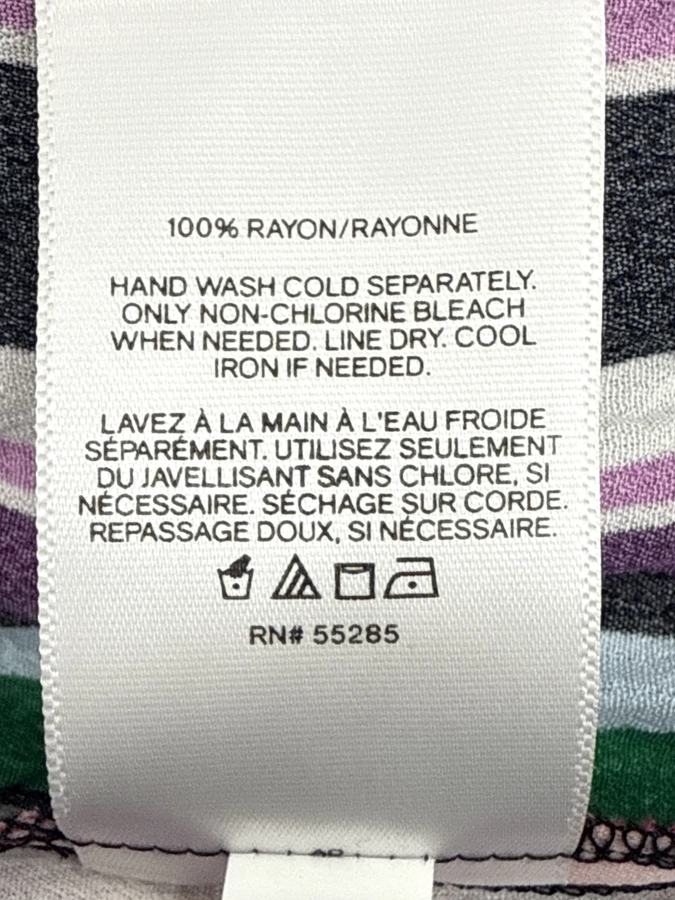 100% RAYON/RAYONNE
HAND WASH COLD SEPARATELY.
ONLY NON-CHLORINE BLEACH
WHEN NEEDED. LINE DRY. COOL
IRON IF NEEDED.
LAVEZ À LA MAIN À L'EAU FROIDE
SÉPARÉMENT. UTILISEZ SEULEMENT
DU JAVELLISANT SANS CHLORE, SI
NÉCESSAIRE. SÉCHAGE SUR CORDE.
REPASSAGE DOUX, SI NÉCESSAIRE.
RN# 55285